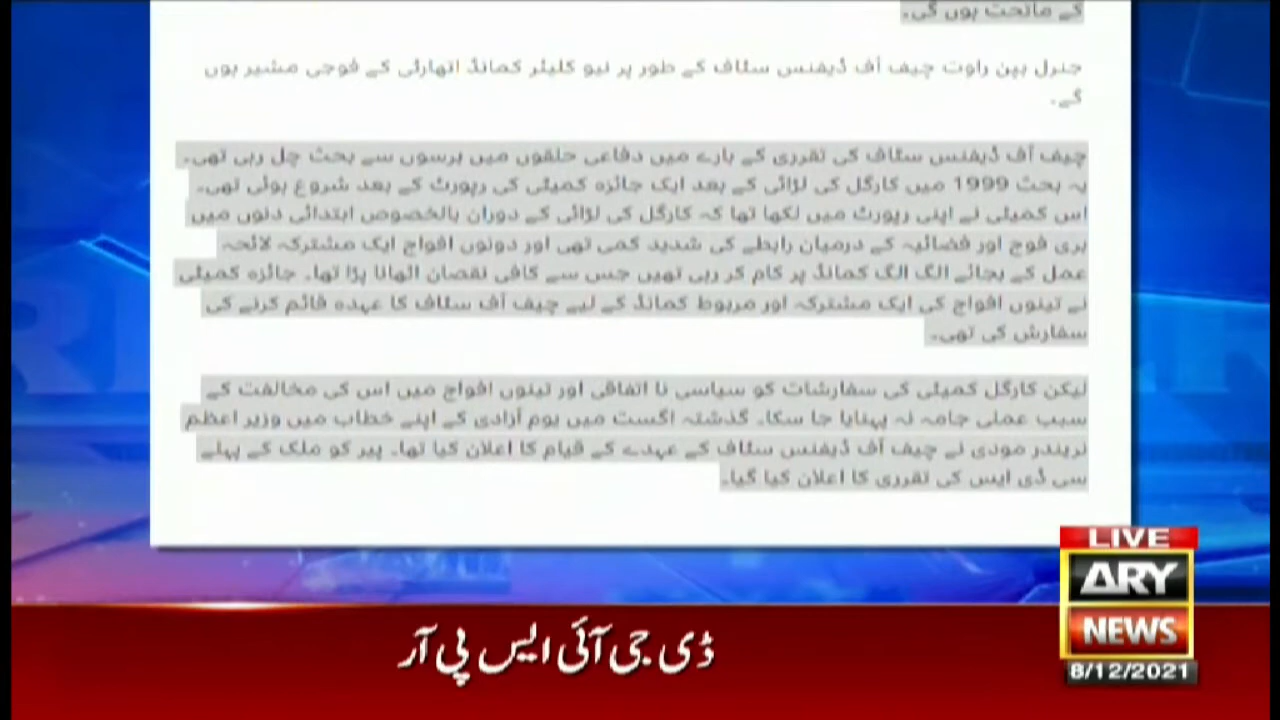 کے ماتحت ہوں گی۔
جنرل بپن راوت چیف آف ڈیفنس سٹاف کے طور پر نیو کلیئر کمانڈ اتھارٹی کے فوجی مشیر ہوں
گے۔
چیف آف ڈیفنس سٹاف کی تقرری کے بارے میں دفاعی حلقوں میں برسوں سے بحث چل رہی تھی۔
یہ بحث 1999 میں کارگل کی لڑائی کے بعد ایک جائزہ کمیٹی کی رپورٹ کے بعد شروع ہوئی تھی۔
اس کمیٹی نے اپنی رپورٹ میں لکھا تھا کہ کارگل کی لڑائی کے دوران بالخصوص ابتدائی دنوں میں
بری فوج اور فضائیہ کے درمیان رابطے کی شدید کمی تھی اور دونوں افواج ایک مشترکہ لائحہ
عمل کے بجائے الگ الگ کمانڈ پر کام کر رہی تھیں جس سے کافی نقصان اٹھانا پڑا تھا۔ جائزہ کمیٹی
نے تینوں افواج کی ایک مشترکہ اور مربوط کمانڈ کے لیے چیف آف سٹاف کا عہدہ قائم کرنے کی
سفارش کی تھی۔
لیکن کارگل کمیٹی کی سفارشات کو سیاسی نا اتفاقی اور تینوں افواج میں اس کی مخالفت کے
سبب عملی جامہ نہ پہنایا جا سکا۔ گذشتہ اگست میں یوم آزادی کے اپنے خطاب میں وزیر اعظم
نریندر مودی نے چیف آف ڈیفنس سٹاف کے عہدے کے قیام کا اعلان کیا تھا۔ پیر کو ملک کے پہلے
سی ڈی ایس کی تقرری کا اعلان کیا گیا۔
LIVE
ARY
NEWS
8/12/2021
ڈی جی آئی ایس پی آر